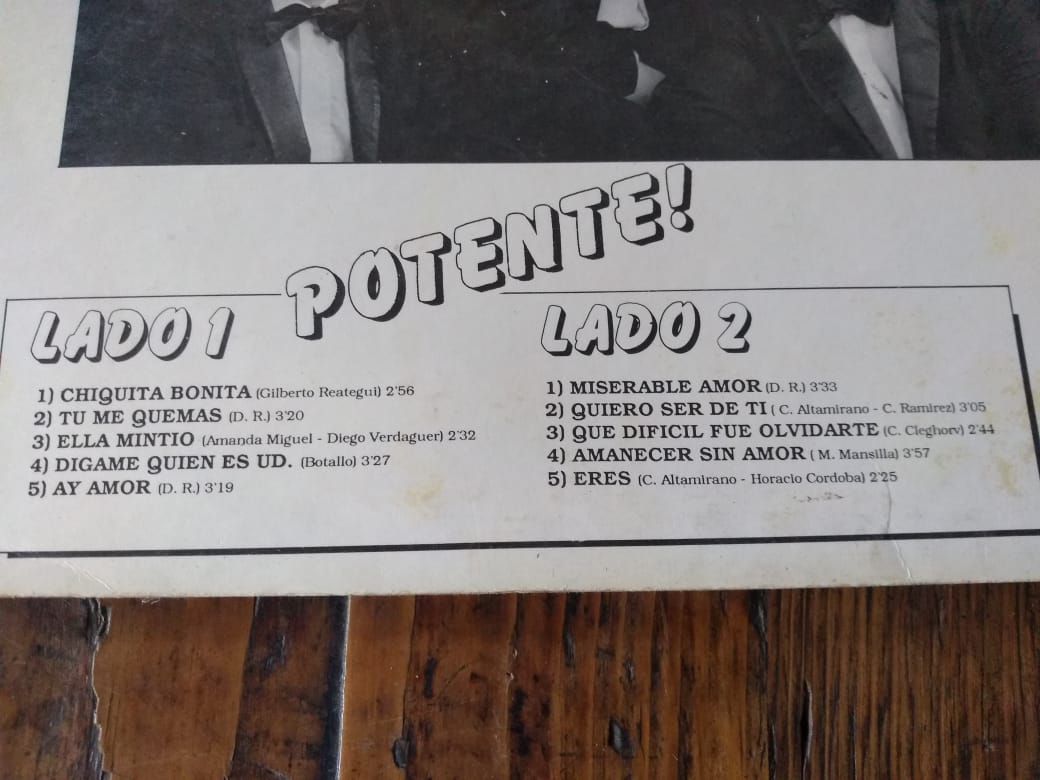 POTENTE!
LADO 1
1) CHIQUITA BONITA (Gilberto Reategui) 2'56
2) TU ME QUEMAS (D. R.) 3'20
3) ELLA MINTIO (Amanda Miguel - Diego Verdaguer) 2'32
4) DIGAME QUIEN ES UD. (Botallo) 3'27
5) AY AMOR (D. R.) 3'19
LADO 2
1) MISERABLE AMOR (D. R.) 3'33
2) QUIERO SER DE TI ( C. Altamirano - C. Ramirez) 3'05
3) QUE DIFICIL FUE OLVIDARTE (C. Cleghorv) 2'44
4) AMANECER SIN AMOR ( M. Mansilla) 3'57
5) ERES (C. Altamirano - Horacio Cordoba) 2'25